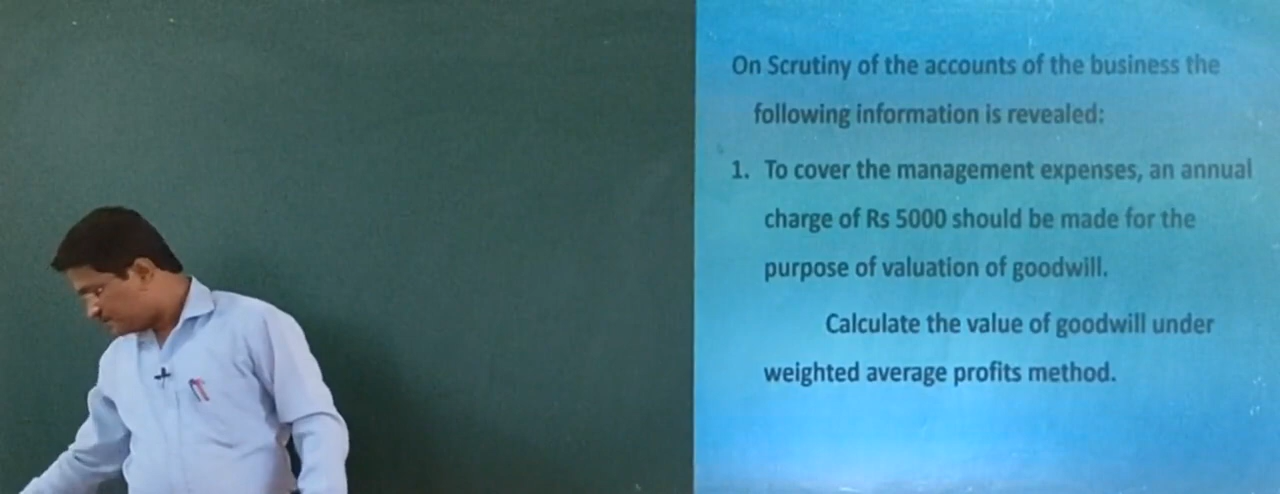 On Scrutiny of the accounts of the business the
following information is revealed:
1. To cover the management expenses, an annual
charge of Rs 5000 should be made for the
purpose of valuation of goodwill.
Calculate the value of goodwill under
weighted average profits method.